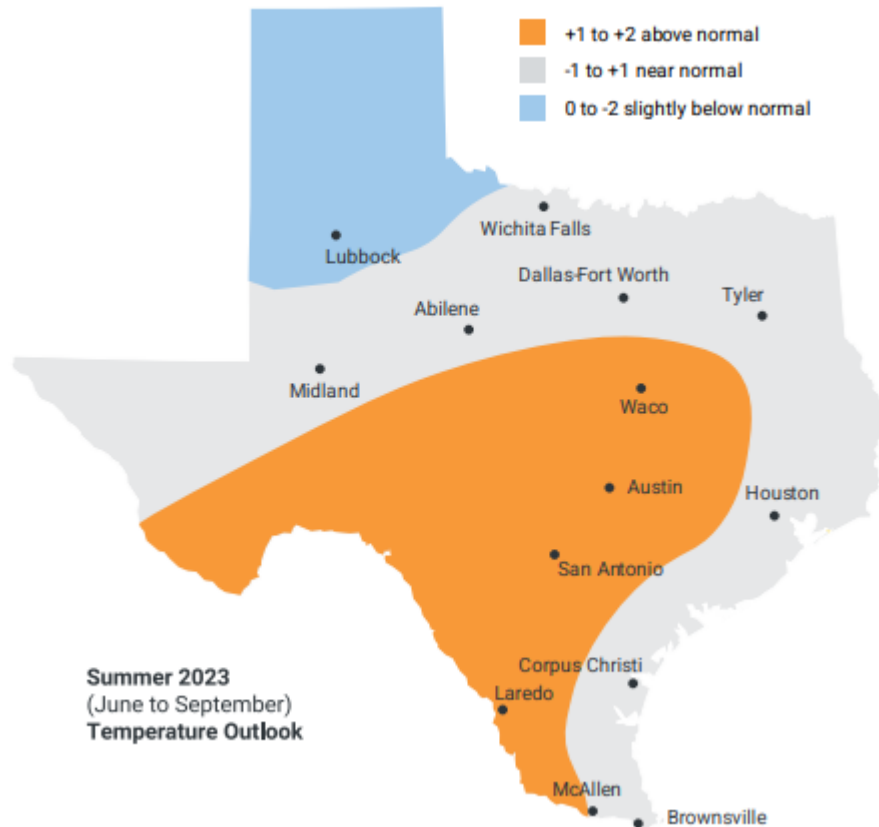 +1 to +2 above normal
-1 to +1 near normal
0 to -2 slightly below normal
Wichita Falls
Lubbock
Dallas-Fort Worth
Tyler
Abilene
Midland
Waco
Austin
Houston
San Antonio
Corpus Christi
Summer 2023
Laredo
(June to September)
Temperature Outlook
McAllen
Brownsville